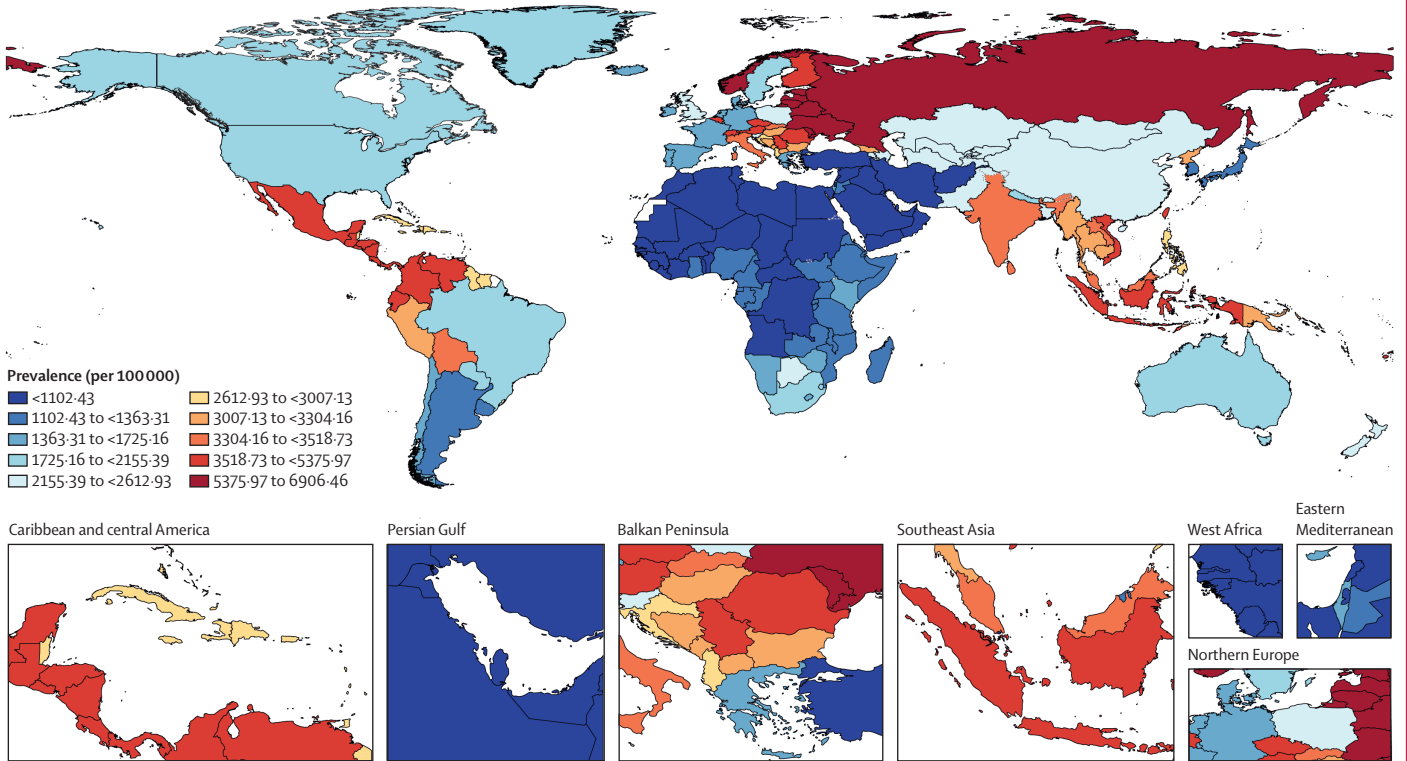 Prevalence (per 100 000)
<1102·43
1102·43 to <1363·31
1363·31 to <1725·16
1725·16 to <2155·39
2155·39 to <2612·93
2612·93 to <3007·13
3007·13 to <3304·16
3304·16 to <3518·73
3518·73 to <5375·97
5375·97 to 6906·46
Caribbean and central America
Persian Gulf
Balkan Peninsula
Southeast Asia
West Africa
Eastern
Mediterranean
Northern Europe